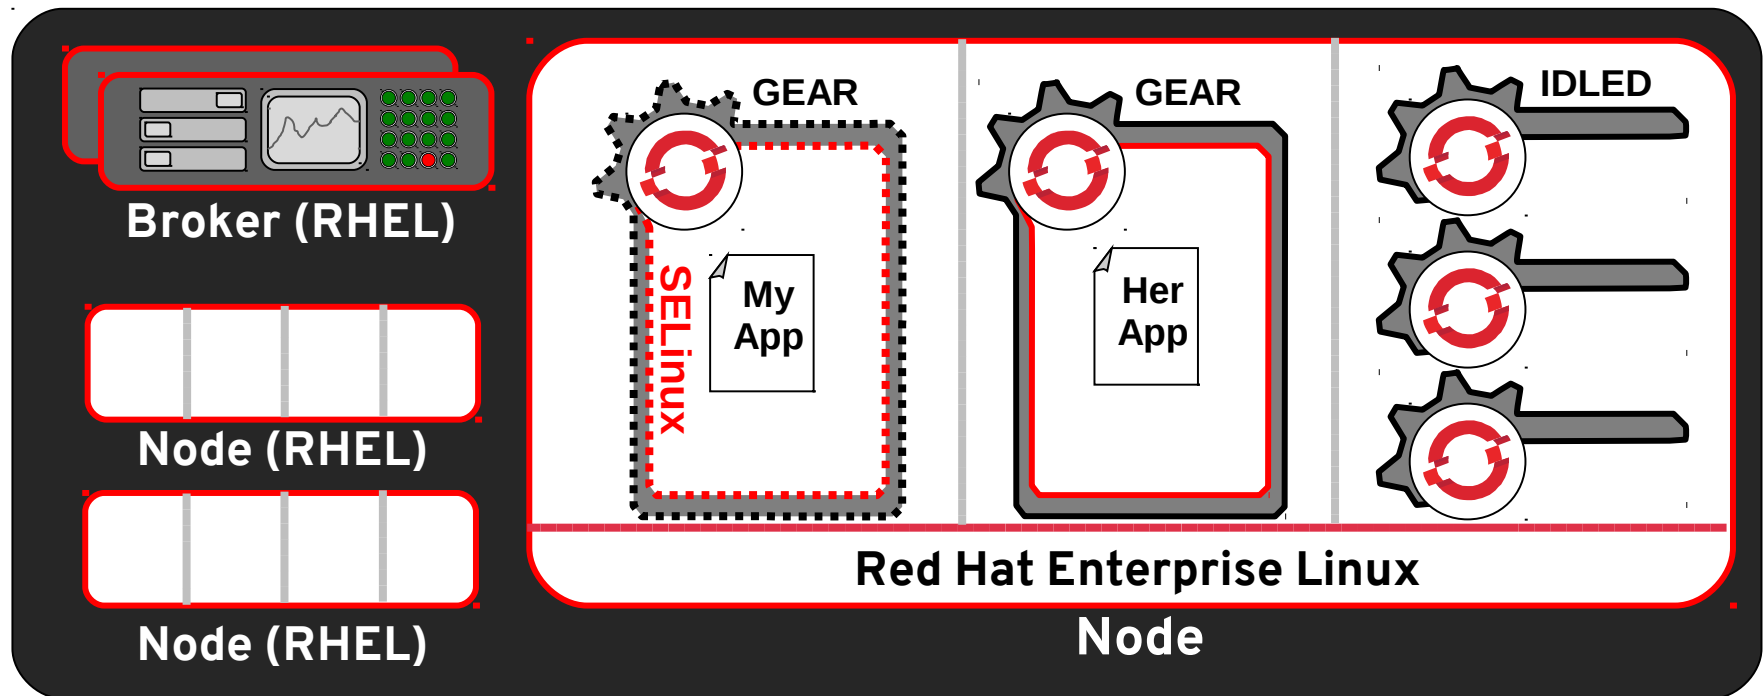 Broker (RHEL)
Node (RHEL)
Node (RHEL)
GEAR
SELinux
My
App
GEAR
Her
App
IDLED
Red Hat Enterprise Linux
Node